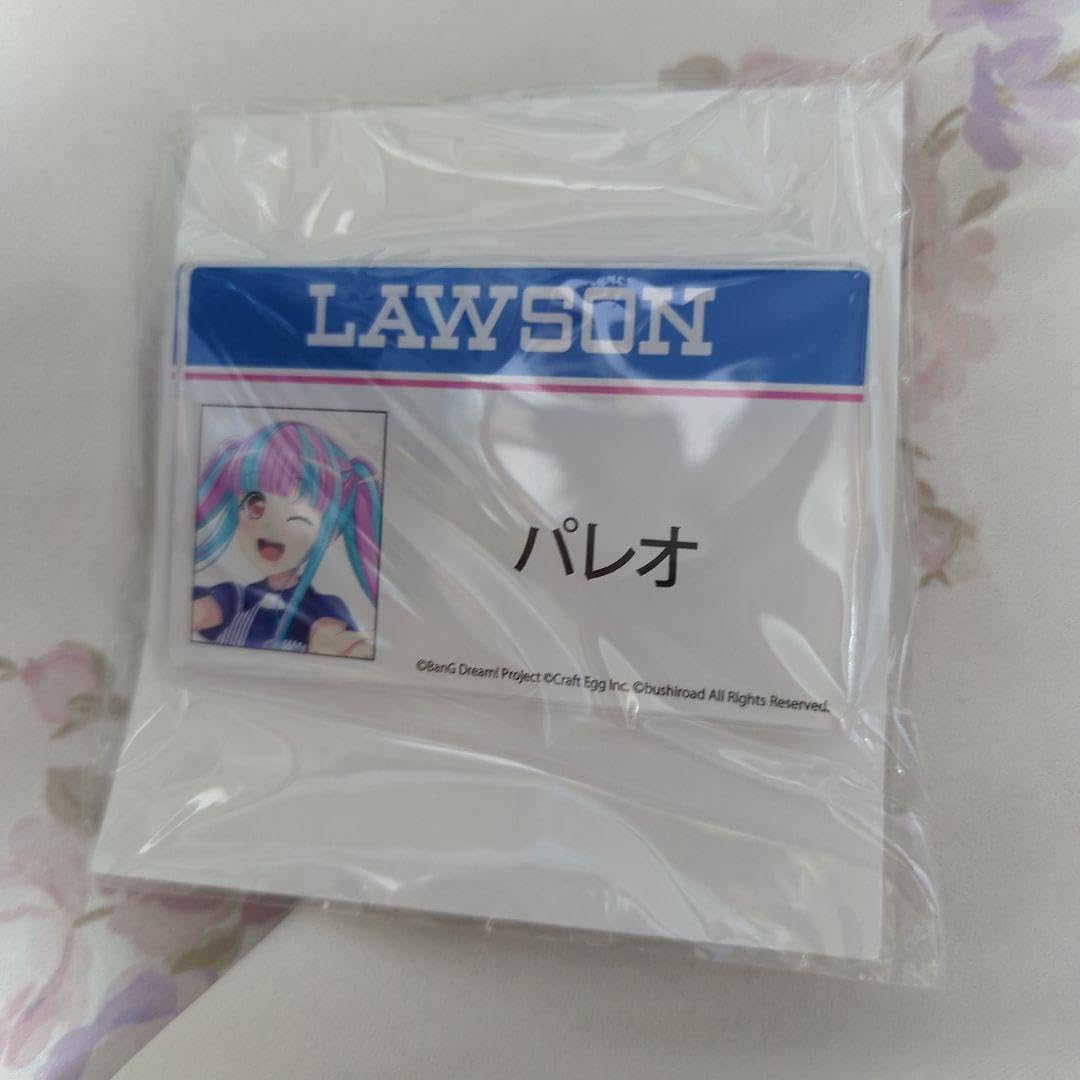 LAWSON
パレオ
©BanG Dream! Project ©Craft Egg Inc. ©bushiroad All Rights Reserved.